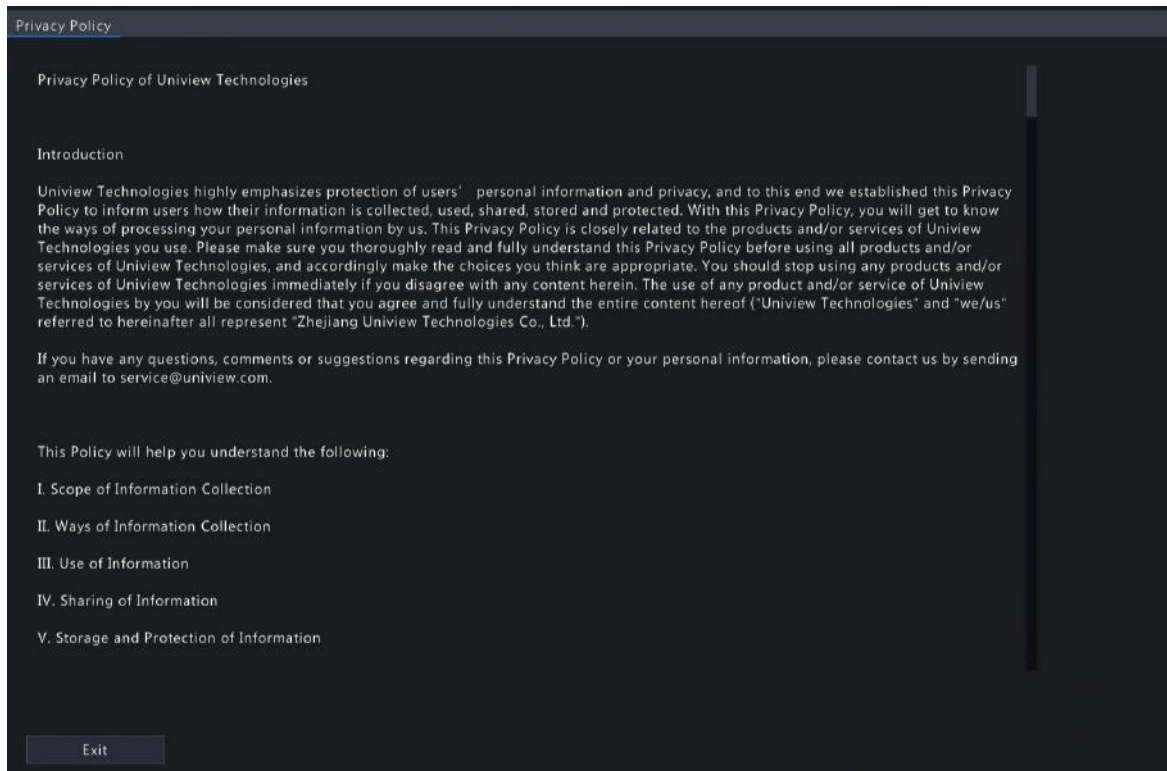 Privacy Policy
Privacy Policy of Uniview Technologies
Introduction
Uniview Technologies highly emphasizes protection of users' personal information and privacy, and to this end we established this Privacy
Policy to inform users how their information is collected, used, shared, stored and protected. With this Privacy Policy, you will get to know
the ways of processing your personal information by us. This Privacy Policy is closely related to the products and/or services of Uniview
Technologies you use. Please make sure you thoroughly read and fully understand this Privacy Policy before using all products and/or
services of Uniview Technologies, and accordingly make the choices you think are appropriate. You should stop using any products and/or
services of Uniview Technologies immediately if you disagree with any content herein. The use of any product and/or service of Uniview
Technologies by you will be considered that you agree and fully understand the entire content hereof ("Uniview Technologies" and "we/us"
referred to hereinafter all represent "Zhejiang Uniview Technologies Co., Ltd.").
If you have any questions, comments or suggestions regarding this Privacy Policy or your personal information, please contact us by sending
an email to service@uniview.com.
This Policy will help you understand the following:
I. Scope of Information Collection
II. Ways of Information Collection
III. Use of Information
IV. Sharing of Information
V. Storage and Protection of Information
Exit